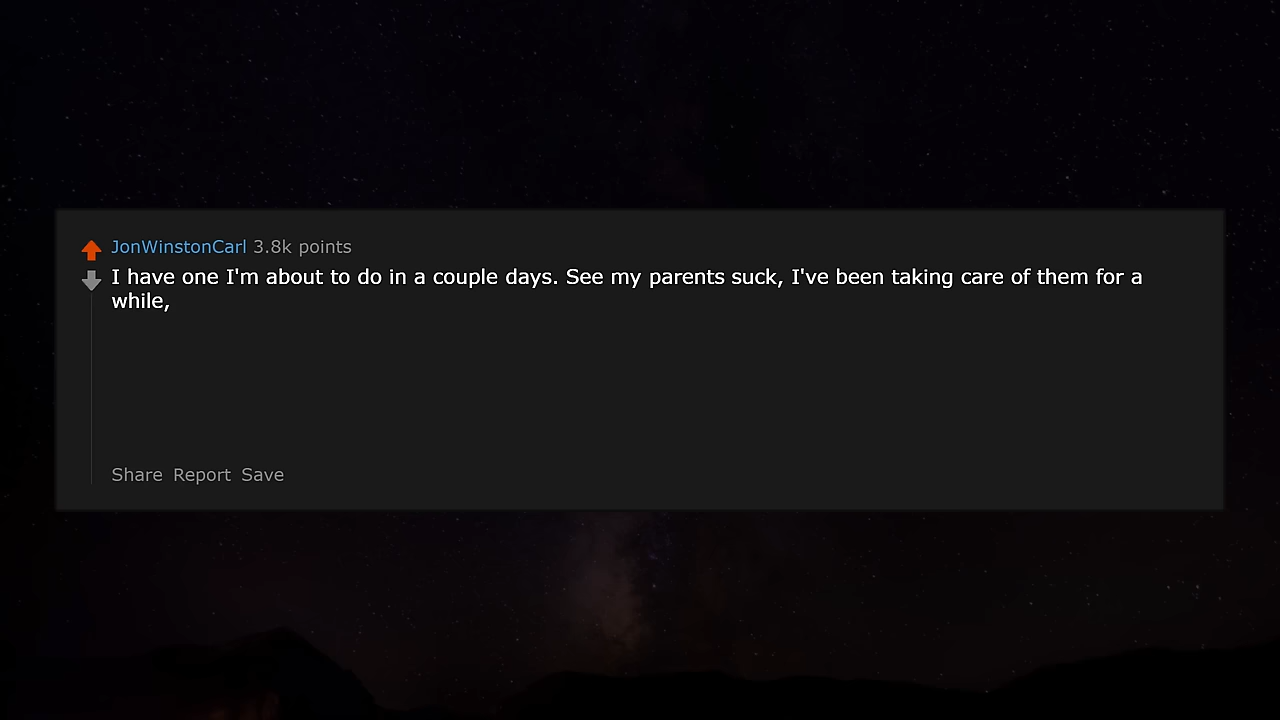 JonWinstonCarl 3.8k points
I have one I'm about to do in a couple days. See my parents suck, I've been taking care of them for a
while,
Share Report Save